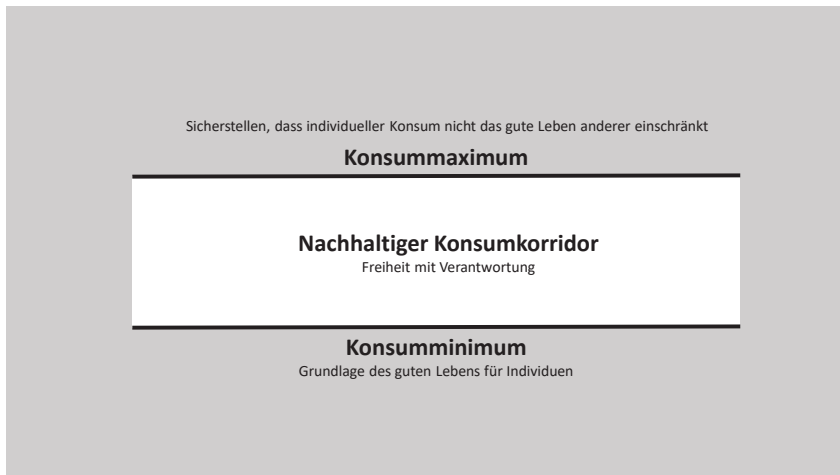 Sicherstellen, dass individueller Konsum nicht das gute Leben anderer einschränkt
Konsummaximum
Nachhaltiger Konsumkorridor
Freiheit mit Verantwortung
Konsumminimum
Grundlage des guten Lebens für Individuen